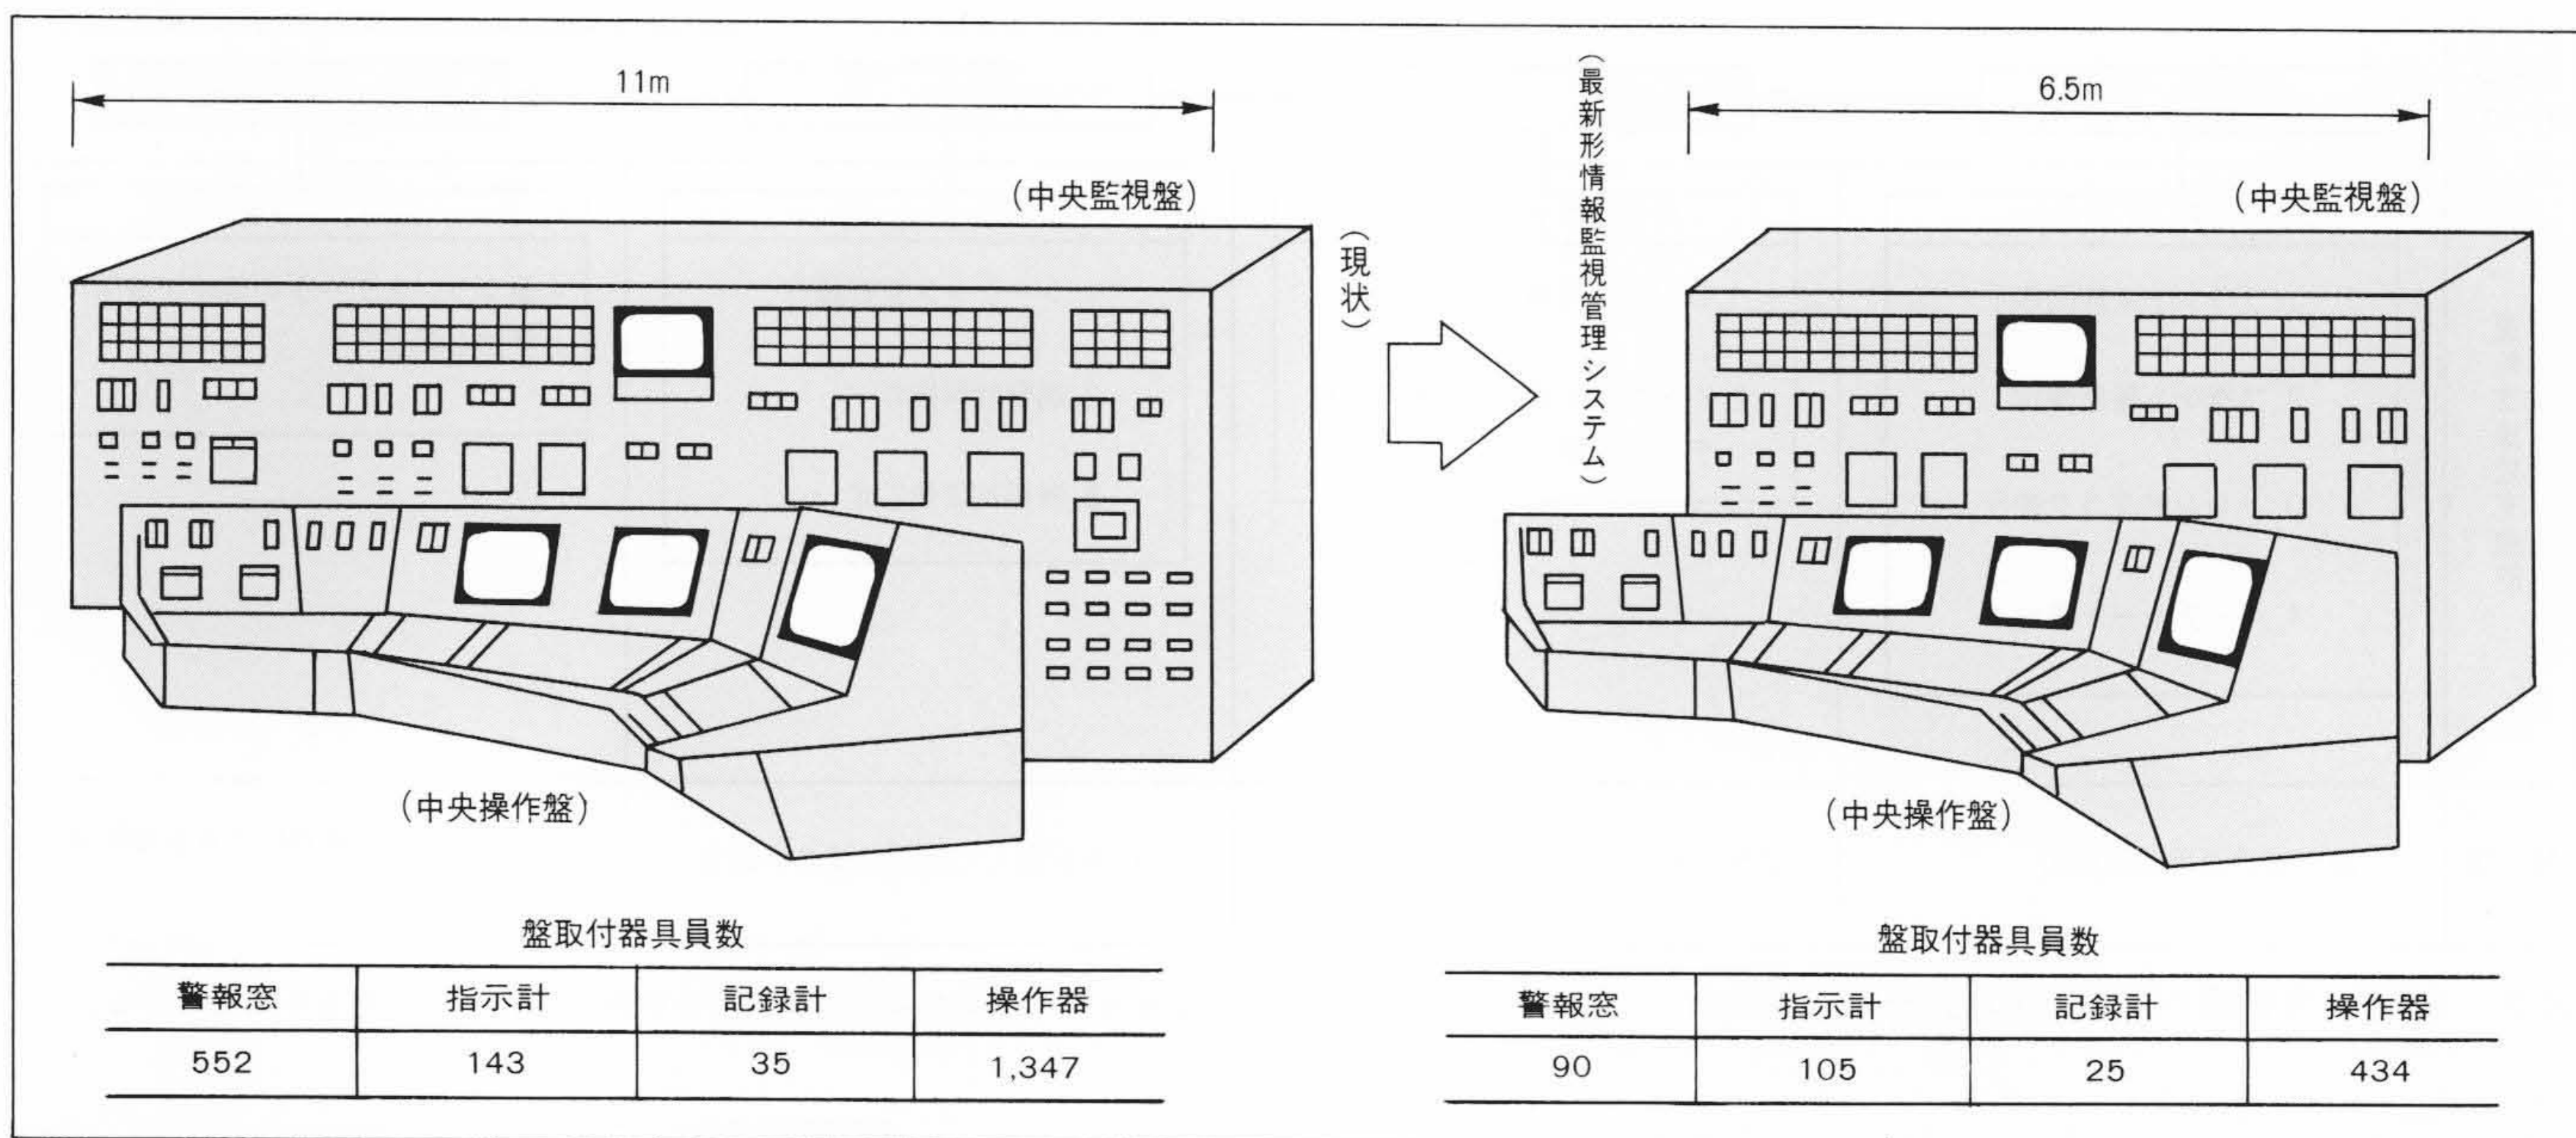 11m
(中央監視盤)
(現状)
(中央操作盤)
盤取付器具員数
警報窓 指示計 記録計 操作器
552 143 35 1,347
(最新形情報監視管理システム)
6.5m
(中央監視盤)
(中央操作盤)
盤取付器具員数
警報窓 指示計 記録計 操作器
90 105 25 434